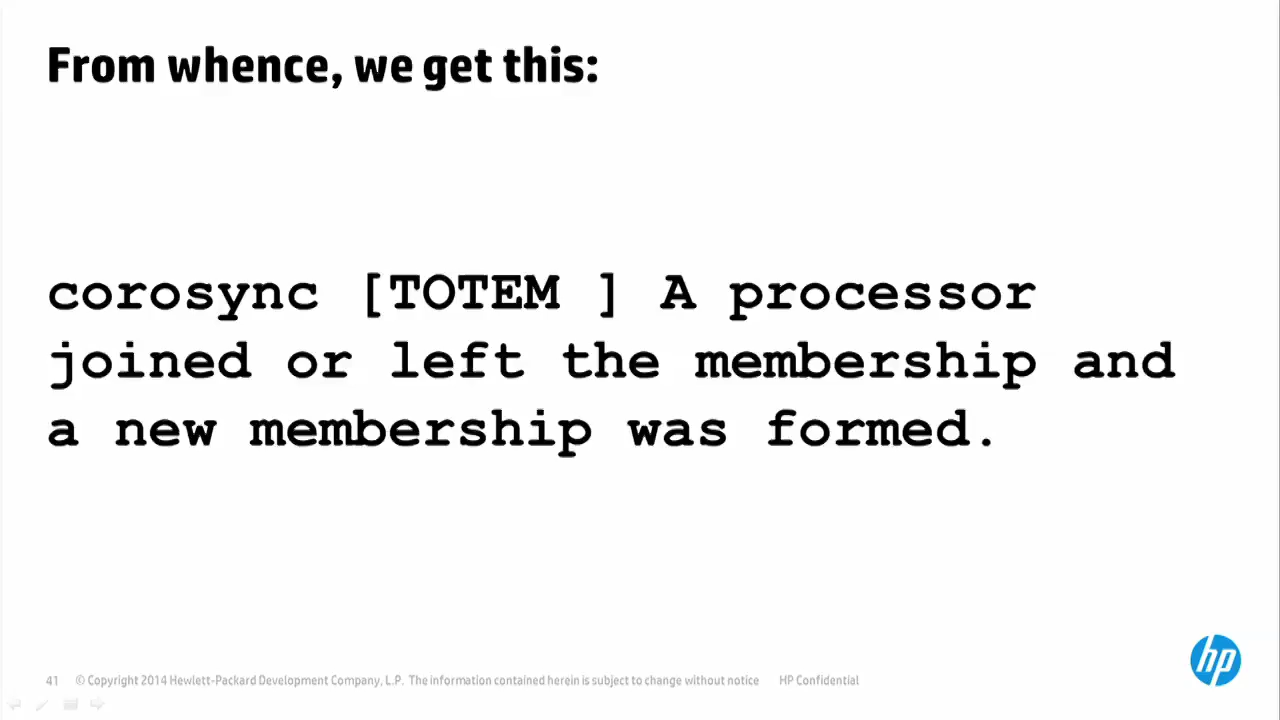 From whence, we get this:
corosync [TOTEM ] A processor
joined or left the membership and
a new membership was formed.
41 © Copyright 2014 Hewlett-Packard Development Company, L.P. The information contained herein is subject to change without notice HP Confidential
hp